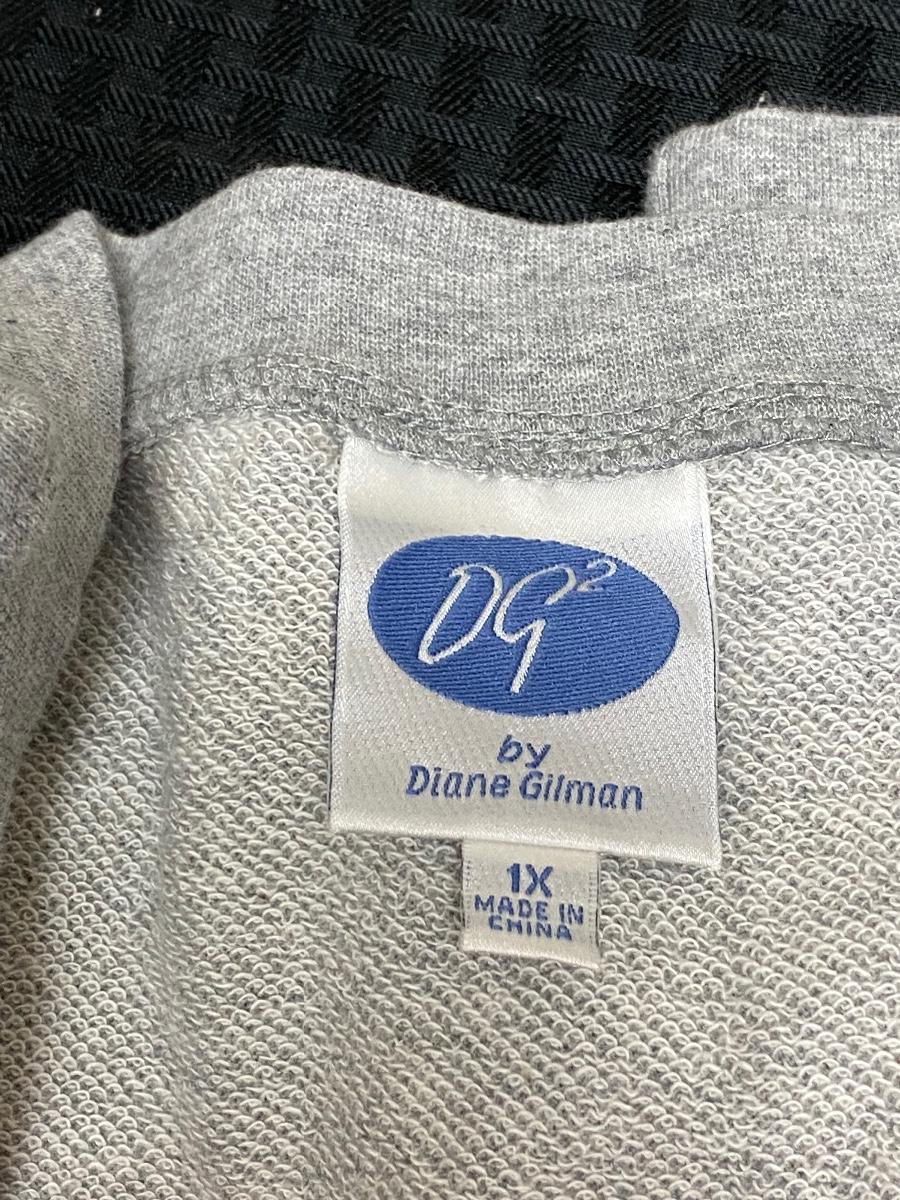 DG²
by
Diane Gilman
1X
MADE IN
CHINA